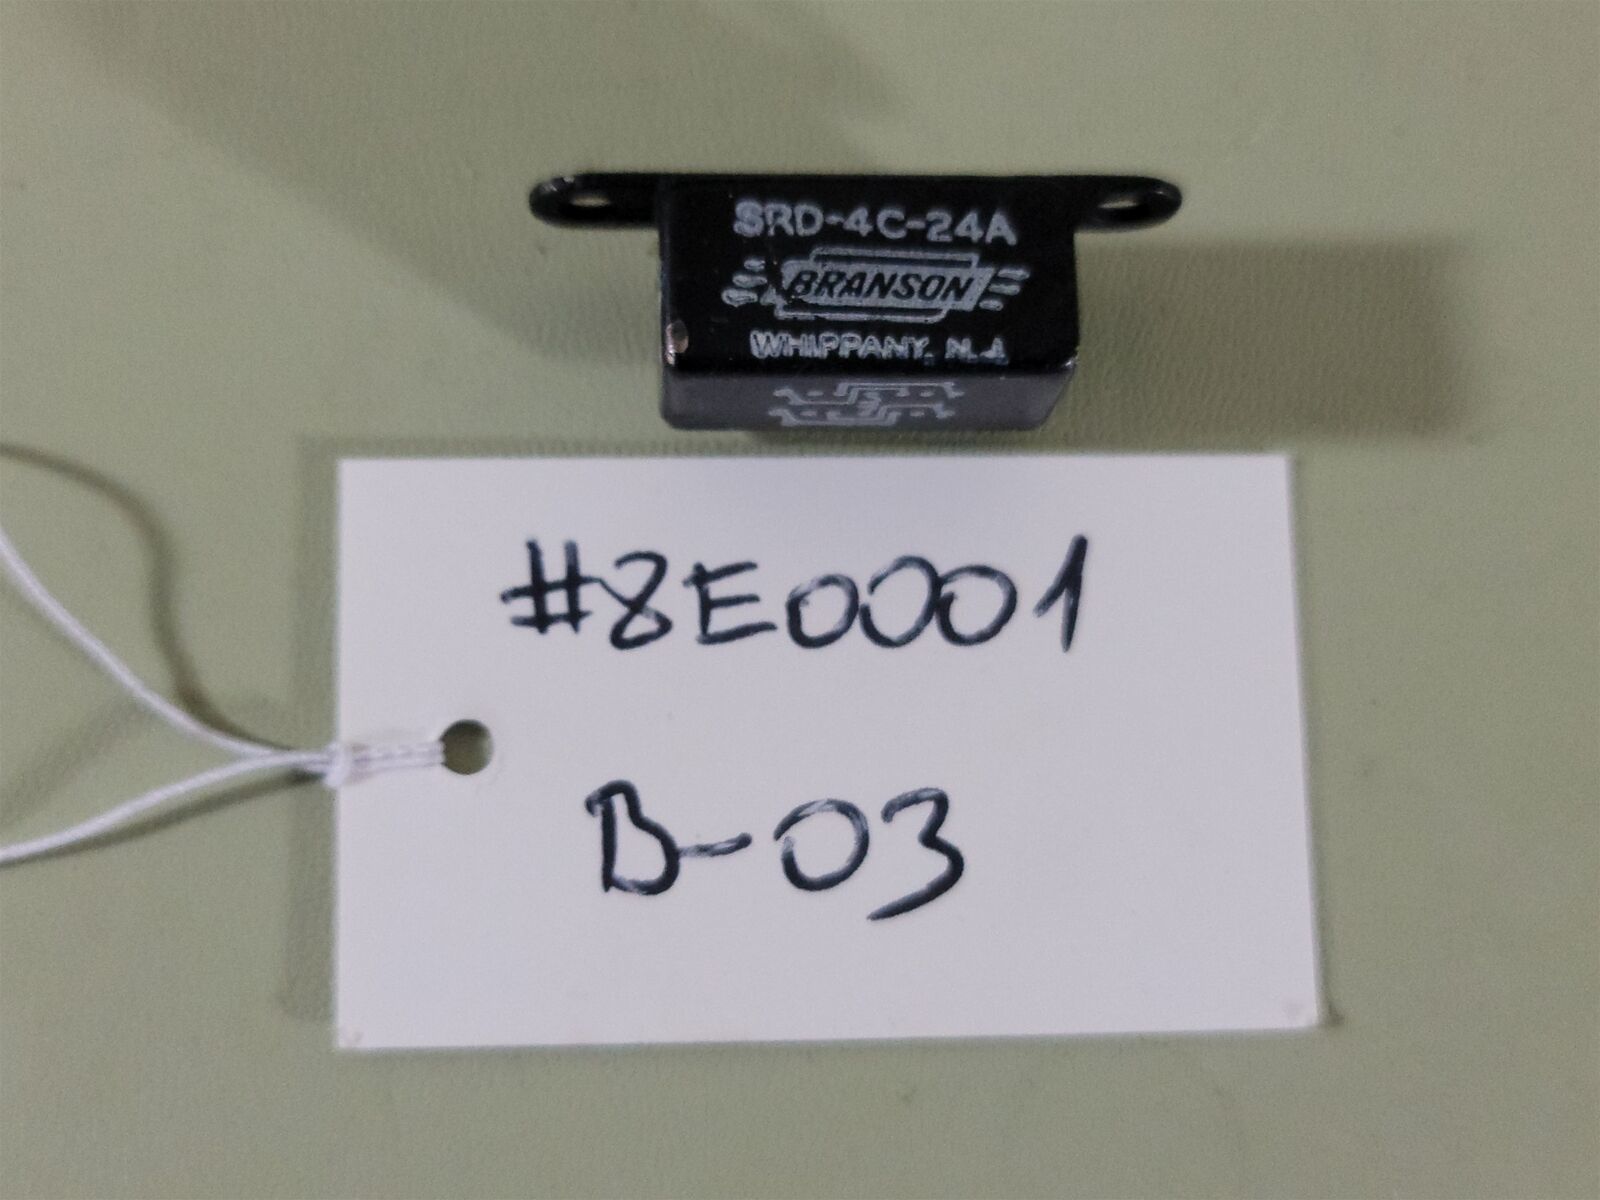 SRD-4C-24A
BRANSON
WHIPPANY, N.J.
#8E0001
B-03